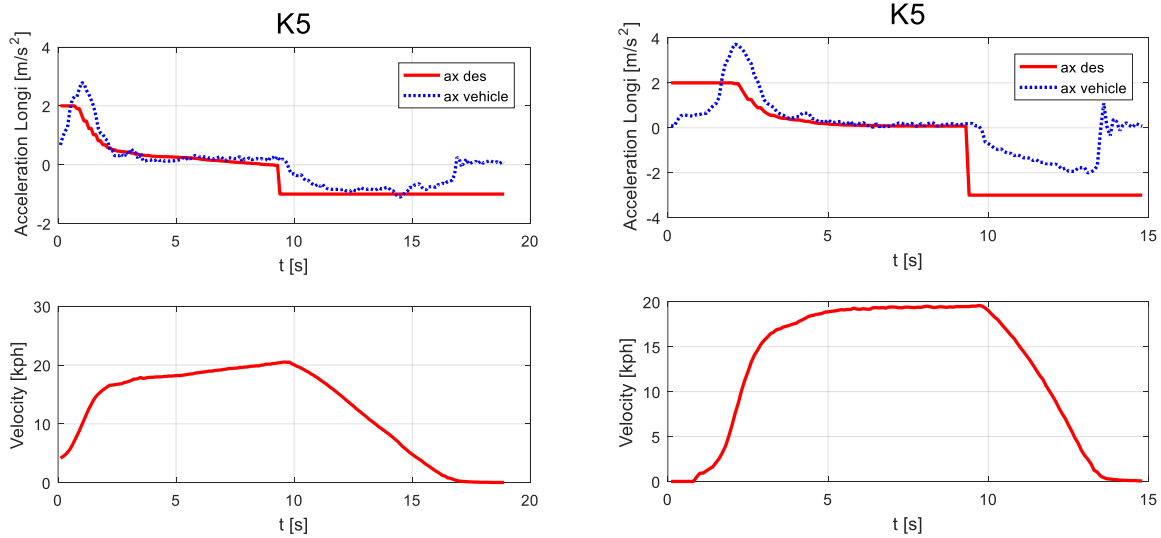 K5
Acceleration Longi [m/s²]
4
2
0
-2
ax des
ax vehicle
0 5 10 15 20
t [s]
Velocity [kph]
30
20
10
0
0 5 10 15 20
t [s]
K5
Acceleration Longi [m/s²]
4
2
0
-2
-4
ax des
ax vehicle
0 5 10 15
t [s]
Velocity [kph]
20
15
10
5
0
0 5 10 15
t [s]